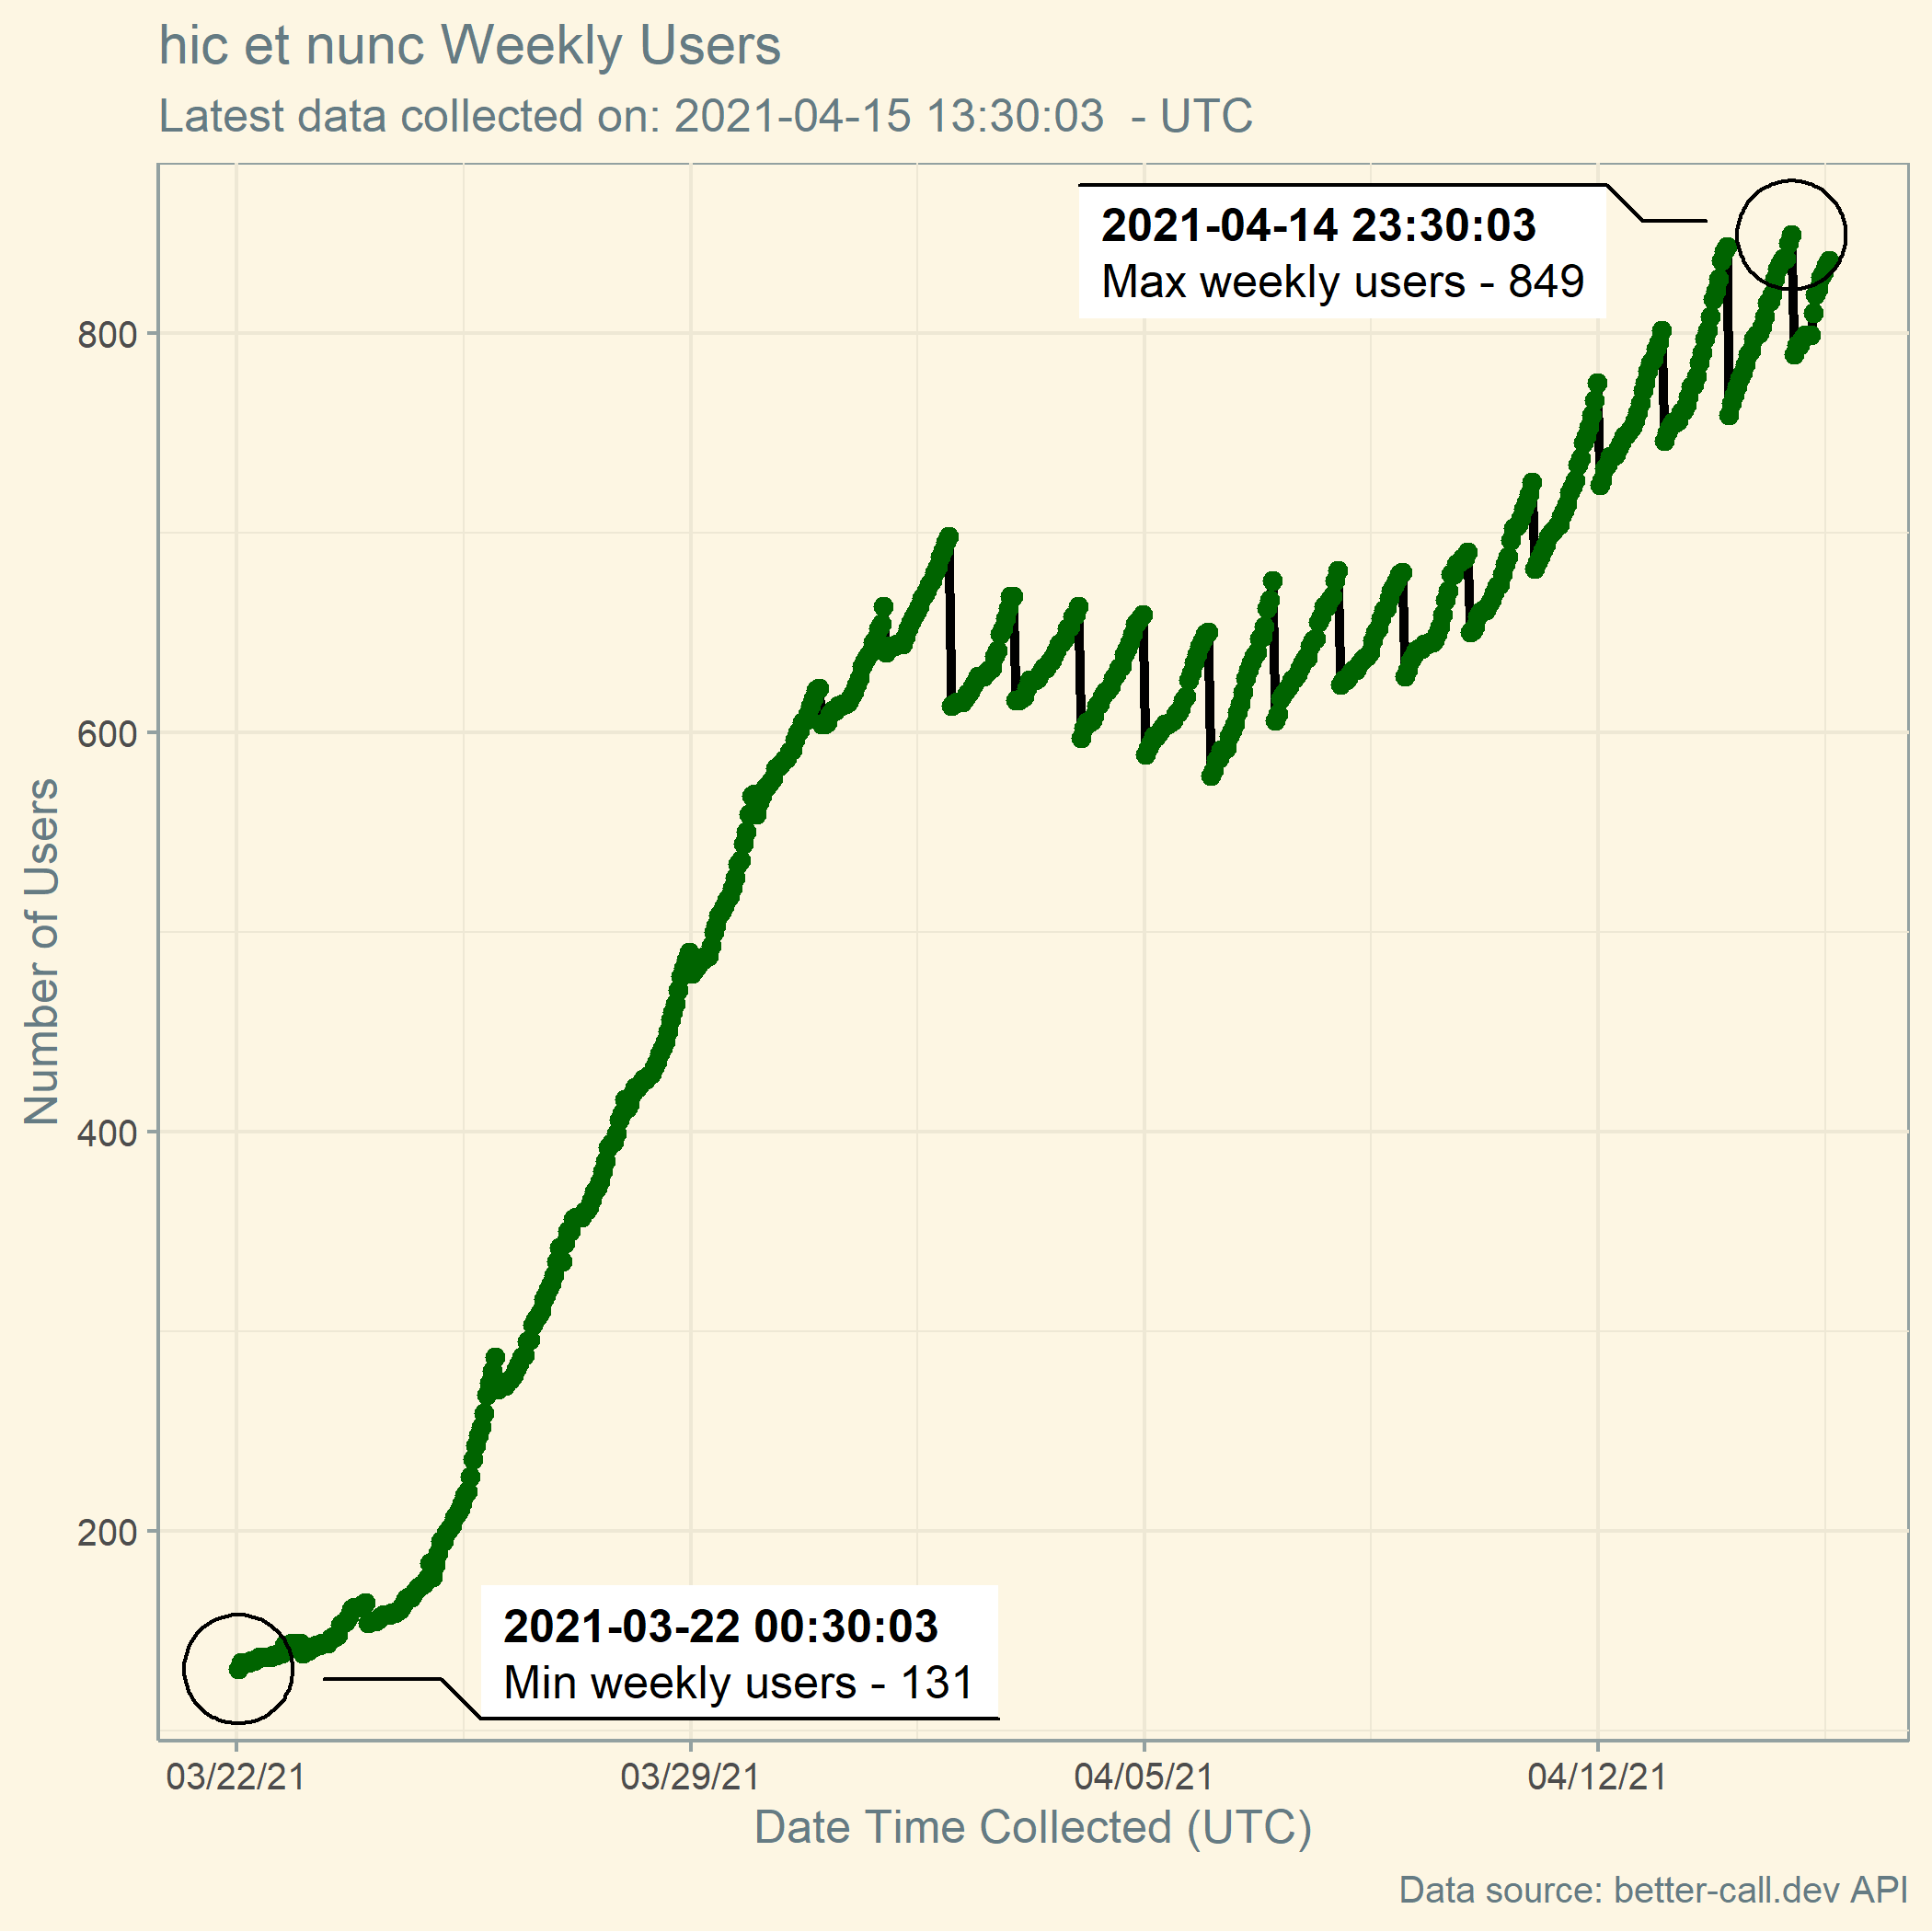 hic et nunc Weekly Users
Latest data collected on: 2021-04-15 13:30:03  - UTC
2021-04-14 23:30:03
Max weekly users - 849
800
600
400
200
Number of Users
2021-03-22 00:30:03
Min weekly users - 131
03/22/21 03/29/21 04/05/21 04/12/21
Date Time Collected (UTC)
Data source: better-call.dev API